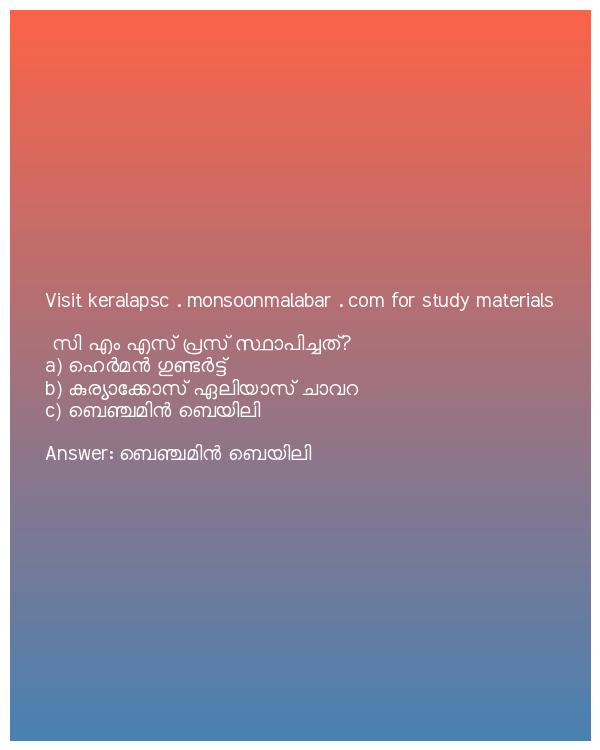 Visit keralapsc . monsoonmalabar . com for study materials
സി എം എസ് പ്രസ് സ്ഥാപിച്ചത്?
a) ഹെർമൻ ഗുണ്ടർട്ട്
b) കുര്യാക്കോസ് ഏലിയാസ് ചാവറ
c) ബെഞ്ചമിൻ ബെയിലി
Answer: ബെഞ്ചമിൻ ബെയിലി